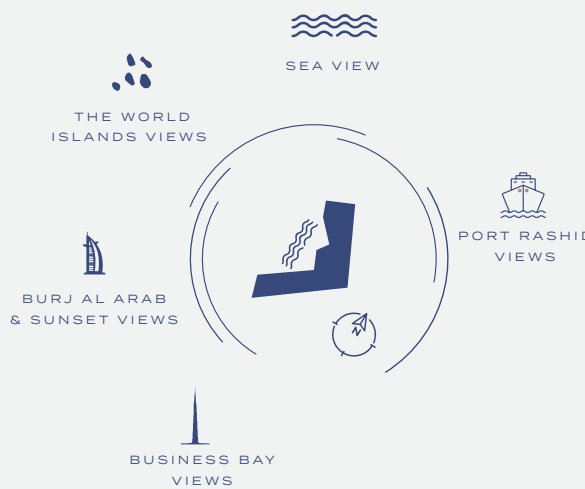 SEA VIEW
THE WORLD
ISLANDS VIEWS
PORT RASHID
VIEWS
BURJ AL ARAB
& SUNSET VIEWS
N
BUSINESS BAY
VIEWS